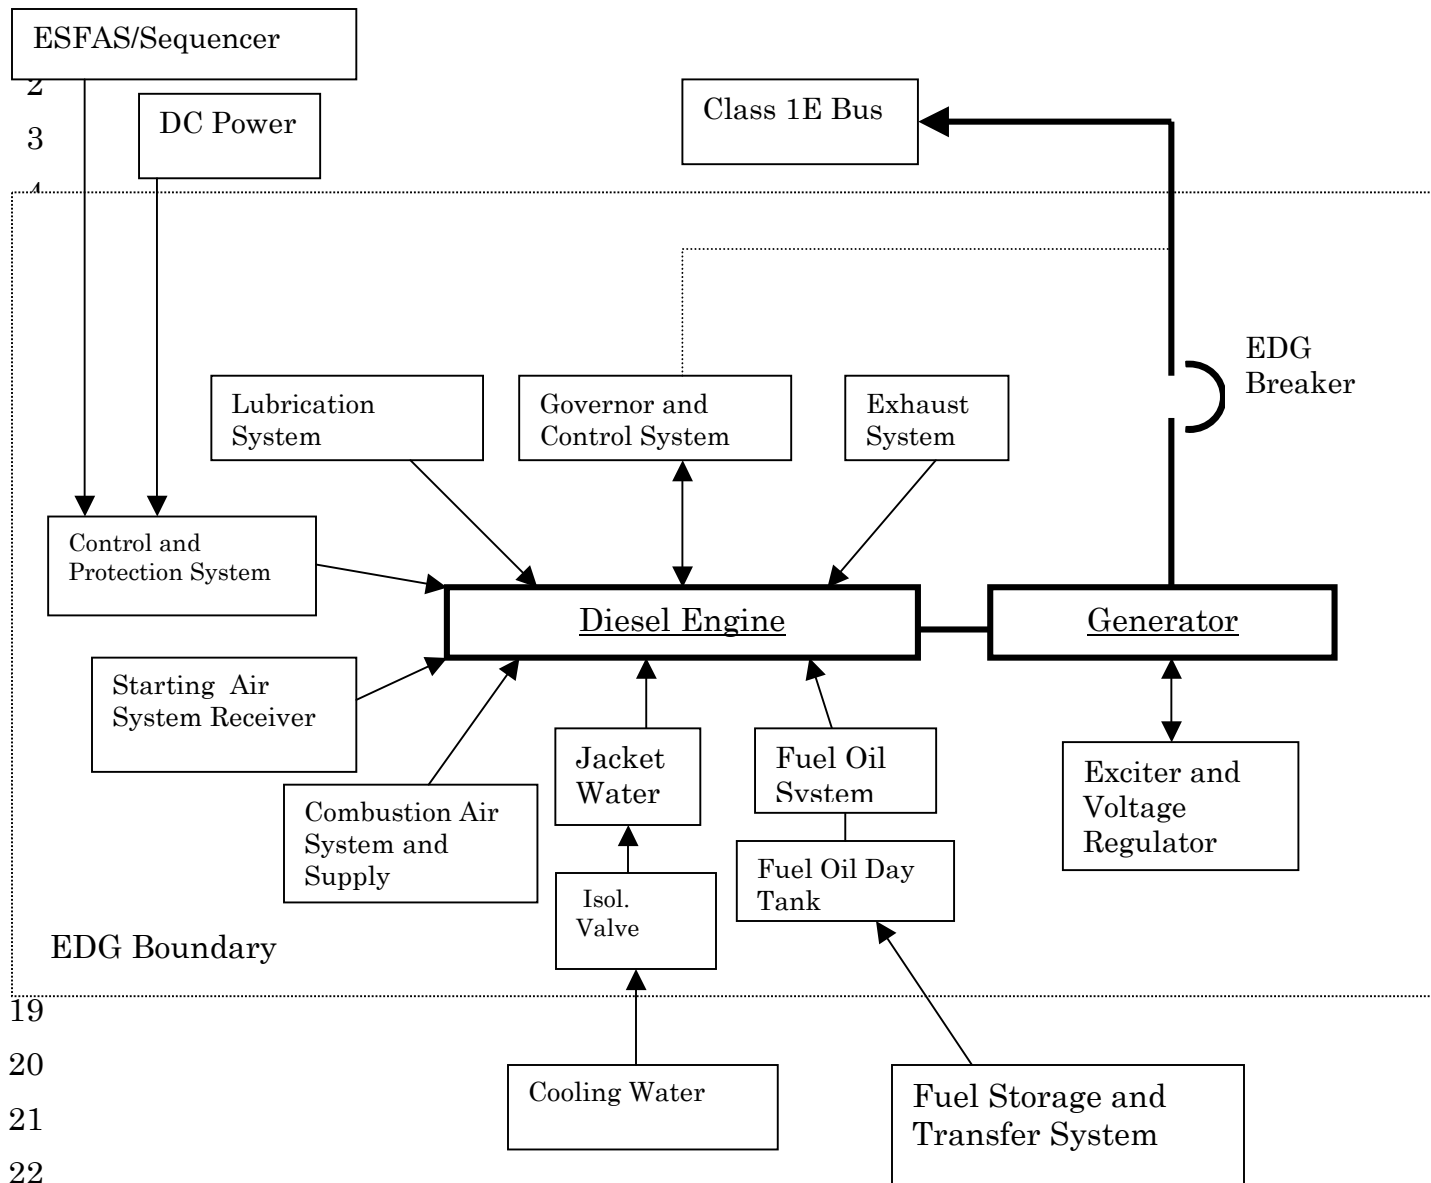 ESFAS/Sequencer
2
DC Power
3
Class 1E Bus
4
EDG
Breaker
Lubrication
System
Governor and
Control System
Exhaust
System
Control and
Protection System
Diesel Engine
Generator
Starting Air
System Receiver
Jacket
Water
Fuel Oil
System
Exciter and
Voltage
Regulator
Combustion Air
System and
Supply
Fuel Oil Day
Tank
Isol.
Valve
EDG Boundary
19
20
Cooling Water
Fuel Storage and
Transfer System
21
22